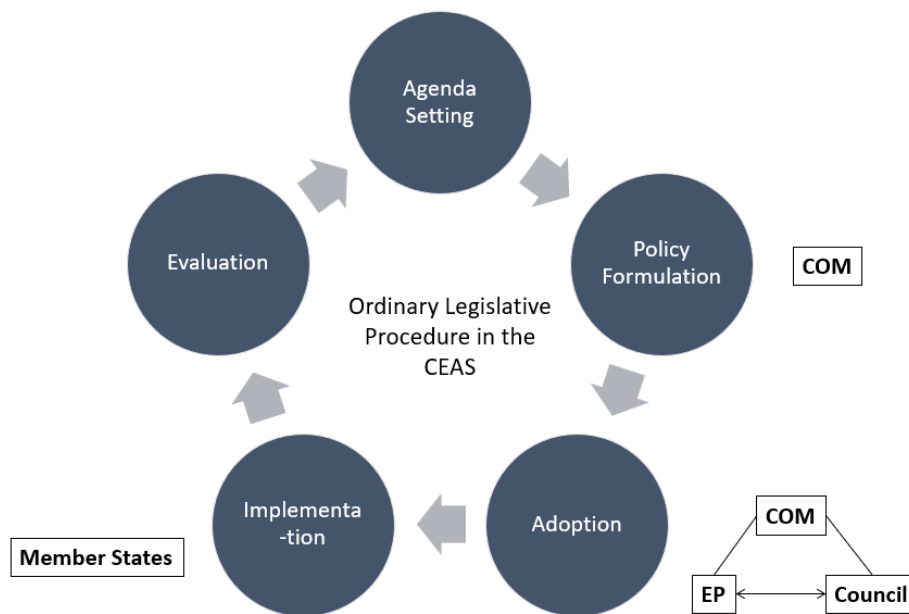 Agenda
Setting
Policy
Formulation
COM
Evaluation
Ordinary Legislative
Procedure in the
CEAS
Implementa
-tion
Adoption
COM
Member States
EP
Council